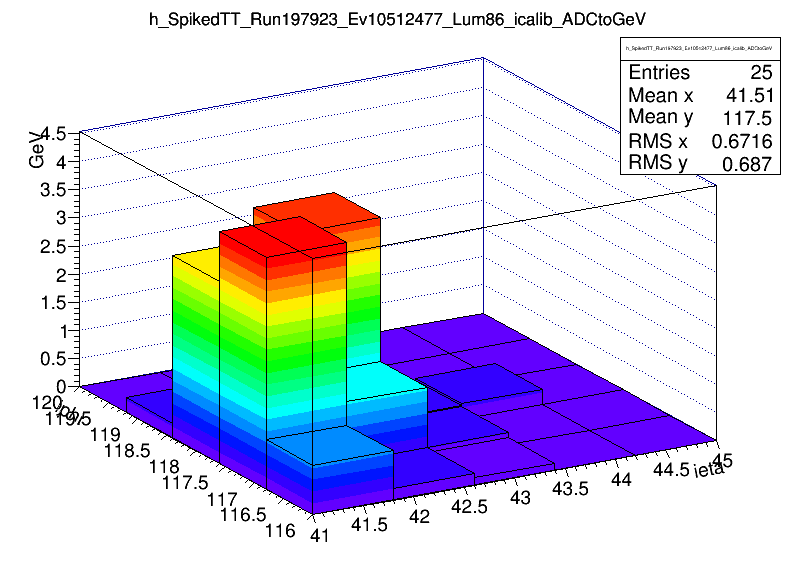 h_SpikedTT_Run197923_Ev10512477_Lum86_icalib_ADCtoGeV
h_SpikedTT_Run197923_Ev10512477_Lum86_icalib_ADCtoGeV
Entries 25
Mean x 41.51
Mean y 117.5
RMS x 0.6716
RMS y 0.687
GeV
4.5
4
3.5
3
2.5
2
1.5
1
0.5
0
120
119.5
119
118.5
118
117.5
117
116.5
116
iphi
41
41.5
42
42.5
43
43.5
44
44.5
45
ieta